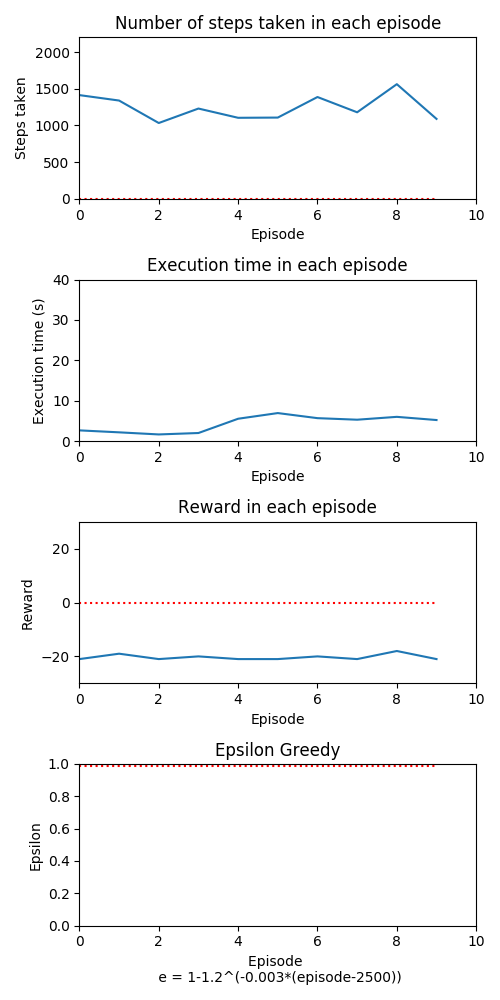 Number of steps taken in each episode
2000
1500
1000
500
0
Steps taken
0 2 4 6 8 10
Episode
Execution time in each episode
40
30
20
10
0
Execution time (s)
0 2 4 6 8 10
Episode
Reward in each episode
20
0
−20
Reward
0 2 4 6 8 10
Episode
Epsilon Greedy
1.0
0.8
0.6
0.4
0.2
0.0
Epsilon
0 2 4 6 8 10
Episode
e = 1-1.2^(-0.003*(episode-2500))